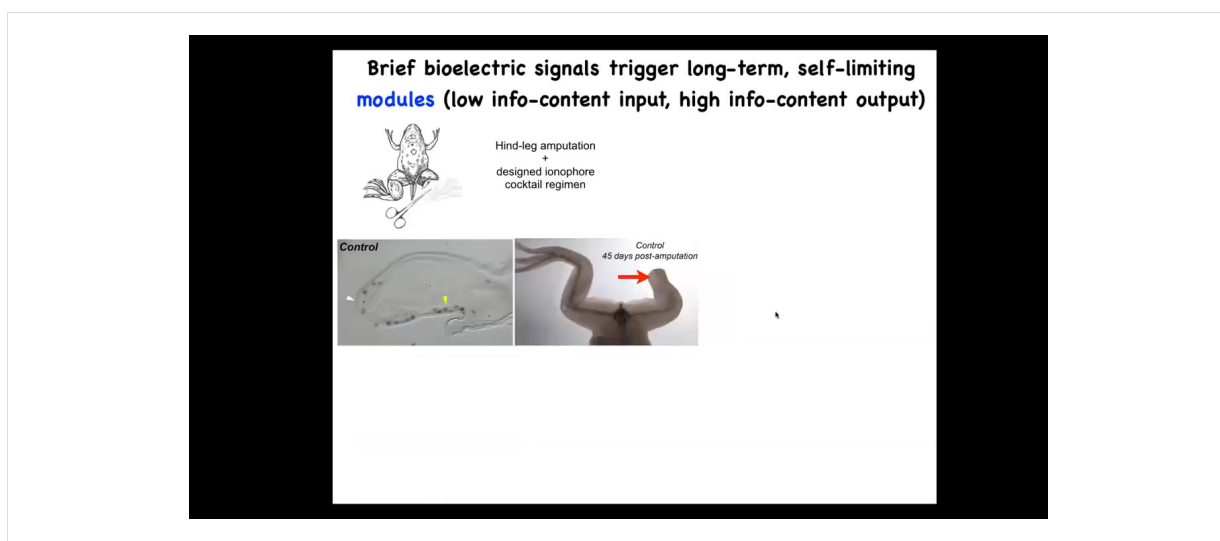 Brief bioelectric signals trigger long-term, self-limiting
modules (low info-content input, high info-content output)
Hind-leg amputation
+
designed ionophore
cocktail regimen
Control
Control
45 days post-amputation